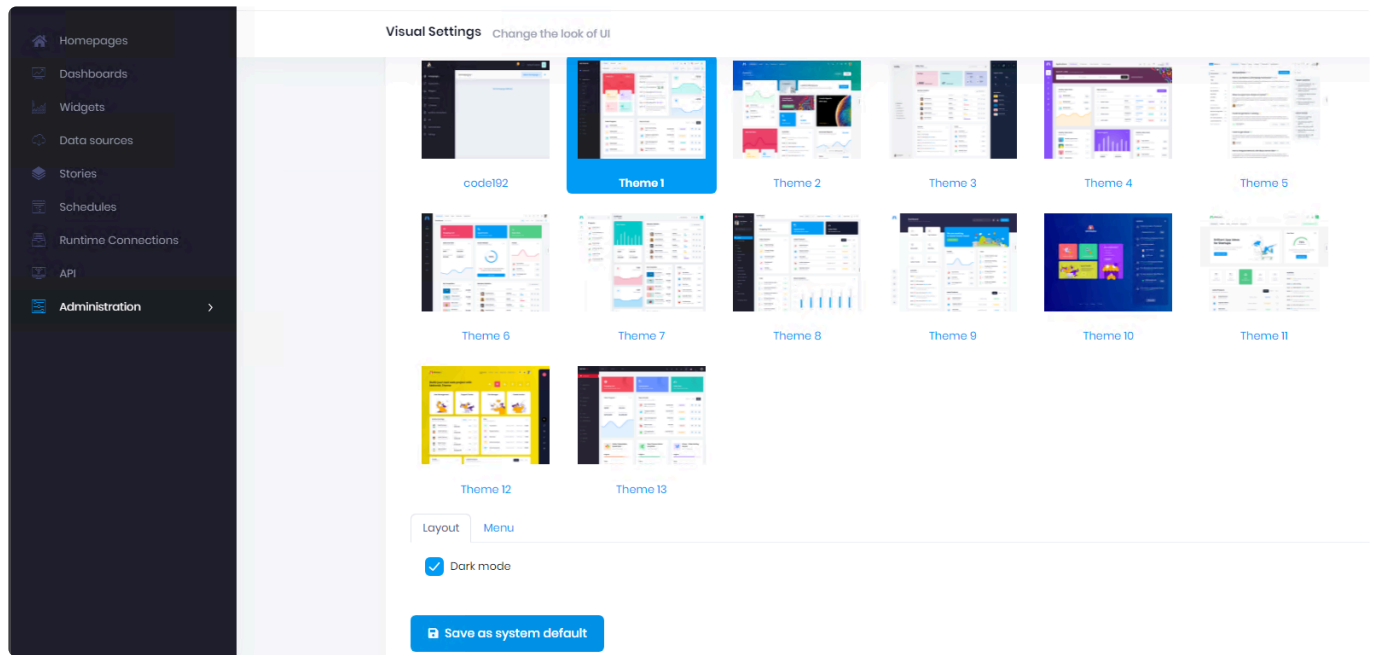 Homepages
Dashboards
Widgets
Data sources
Stories
Schedules
Runtime Connections
API
Administration
Visual Settings Change the look of UI
code192 Theme 1 Theme 2 Theme 3 Theme 4 Theme 5
Theme 6 Theme 7 Theme 8 Theme 9 Theme 10 Theme 11
Theme 12 Theme 13
Layout Menu
Dark mode
Save as system default